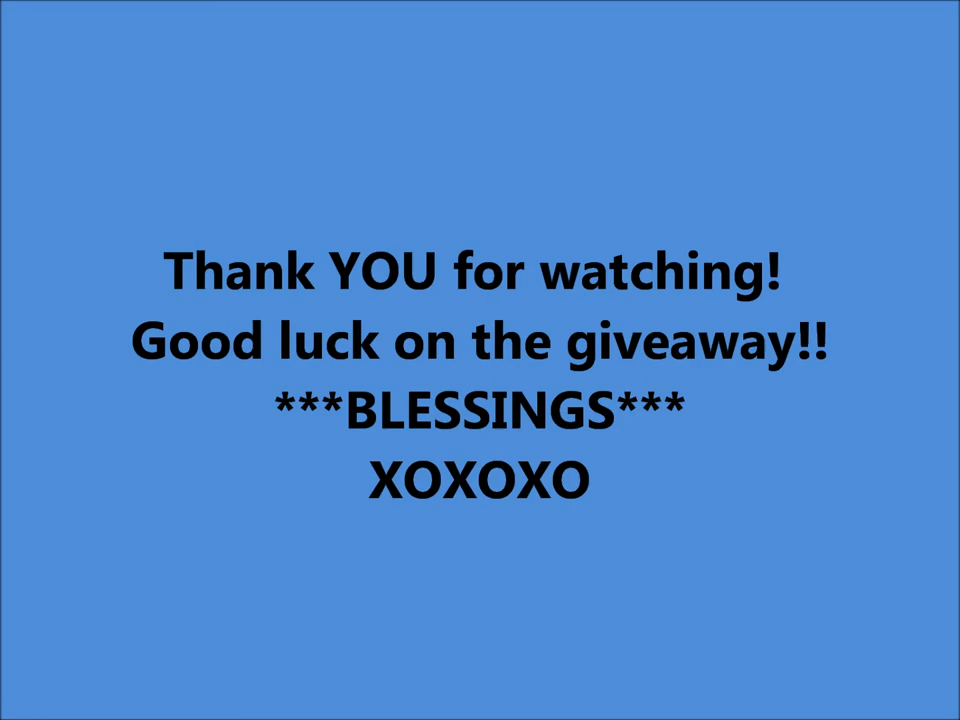 Thank YOU for watching!
Good luck on the giveaway!!
***BLESSINGS***
XOXOXO